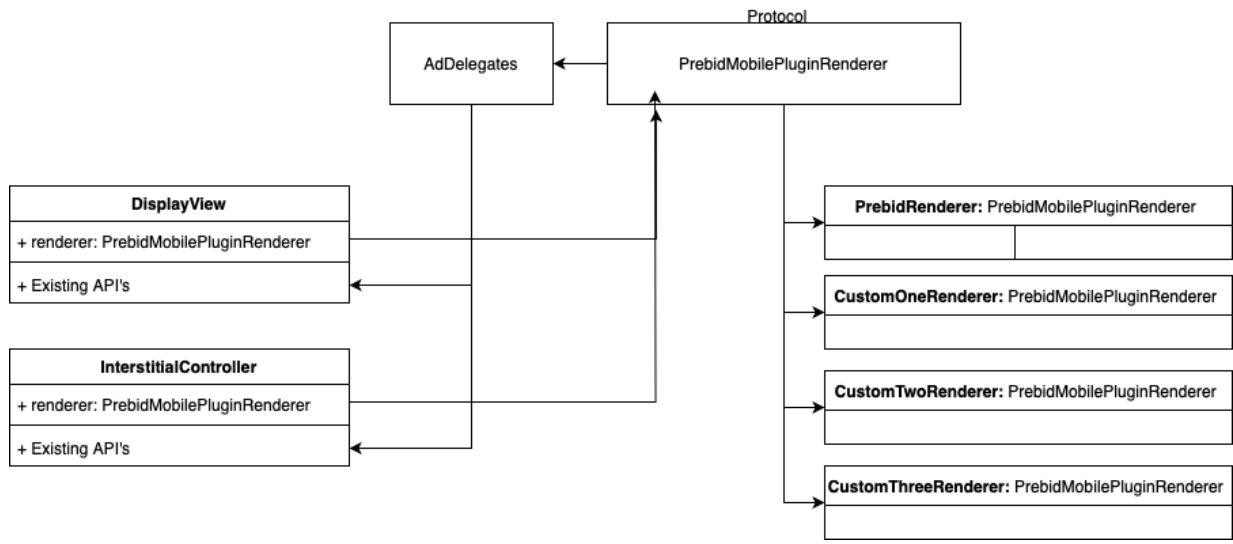 Protocol
AdDelegates
PrebidMobilePluginRenderer
DisplayView
+ renderer: PrebidMobilePluginRenderer
+ Existing API's
InterstitialController
+ renderer: PrebidMobilePluginRenderer
+ Existing API's
PrebidRenderer: PrebidMobilePluginRenderer
CustomOneRenderer: PrebidMobilePluginRenderer
CustomTwoRenderer: PrebidMobilePluginRenderer
CustomThreeRenderer: PrebidMobilePluginRenderer